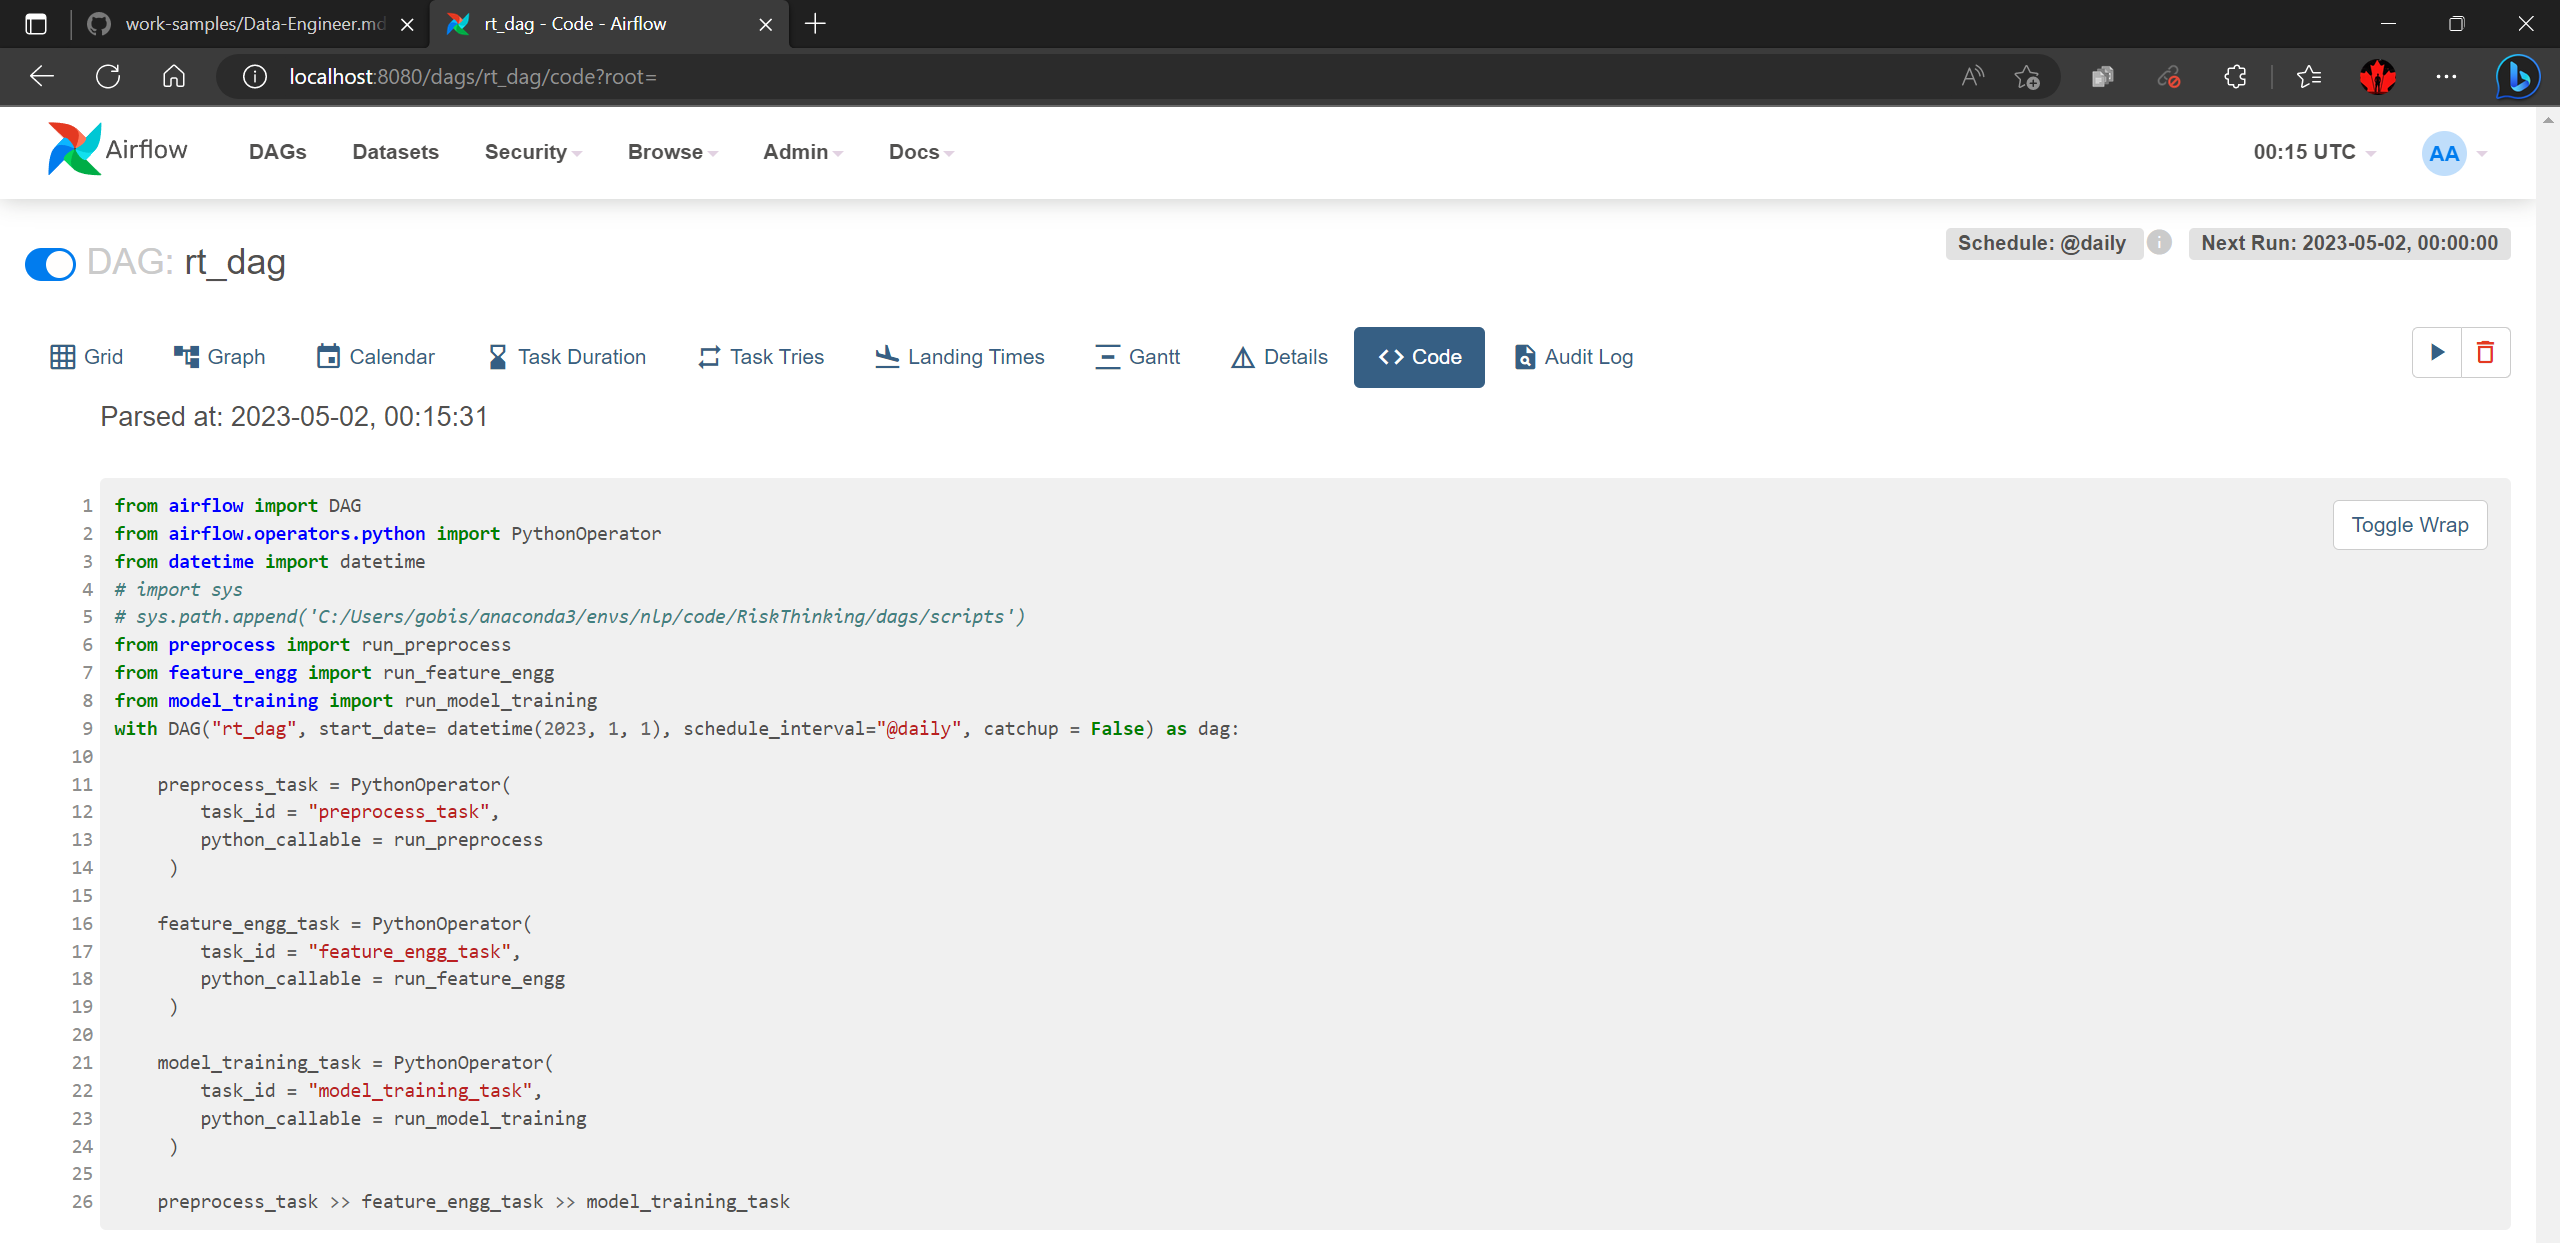 work-samples/Data-Engineer.md
rt_dag - Code - Airflow
localhost:8080/dags/rt_dag/code?root=
Airflow DAGs Datasets Security Browse Admin Docs 00:15 UTC AA
DAG: rt_dag
Schedule: @daily
Next Run: 2023-05-02, 00:00:00
Grid Graph Calendar Task Duration Task Tries Landing Times Gantt Details Code Audit Log
Parsed at: 2023-05-02, 00:15:31
Toggle Wrap
1 from airflow import DAG
2 from airflow.operators.python import PythonOperator
3 from datetime import datetime
4 # import sys
5 # sys.path.append('C:/Users/gobis/anaconda3/envs/nlp/code/RiskThinking/dags/scripts')
6 from preprocess import run_preprocess
7 from feature_engg import run_feature_engg
8 from model_training import run_model_training
9 with DAG("rt_dag", start_date= datetime(2023, 1, 1), schedule_interval="@daily", catchup = False) as dag:
10
11     preprocess_task = PythonOperator(
12         task_id = "preprocess_task",
13         python_callable = run_preprocess
14      )
15
16     feature_engg_task = PythonOperator(
17         task_id = "feature_engg_task",
18         python_callable = run_feature_engg
19      )
20
21     model_training_task = PythonOperator(
22         task_id = "model_training_task",
23         python_callable = run_model_training
24      )
25
26     preprocess_task >> feature_engg_task >> model_training_task